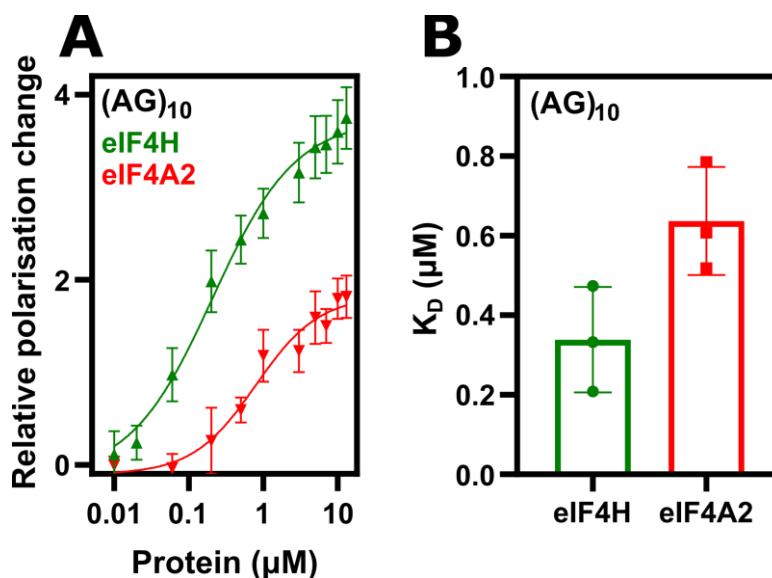 A
Relative polarisation change
4
2
0
(AG)₁₀
eIF4H
eIF4A2
0.01 0.1 1 10
Protein (µM)
B
K_D (µM)
1.0
0.8
0.6
0.4
0.2
0.0
(AG)₁₀
eIF4H eIF4A2